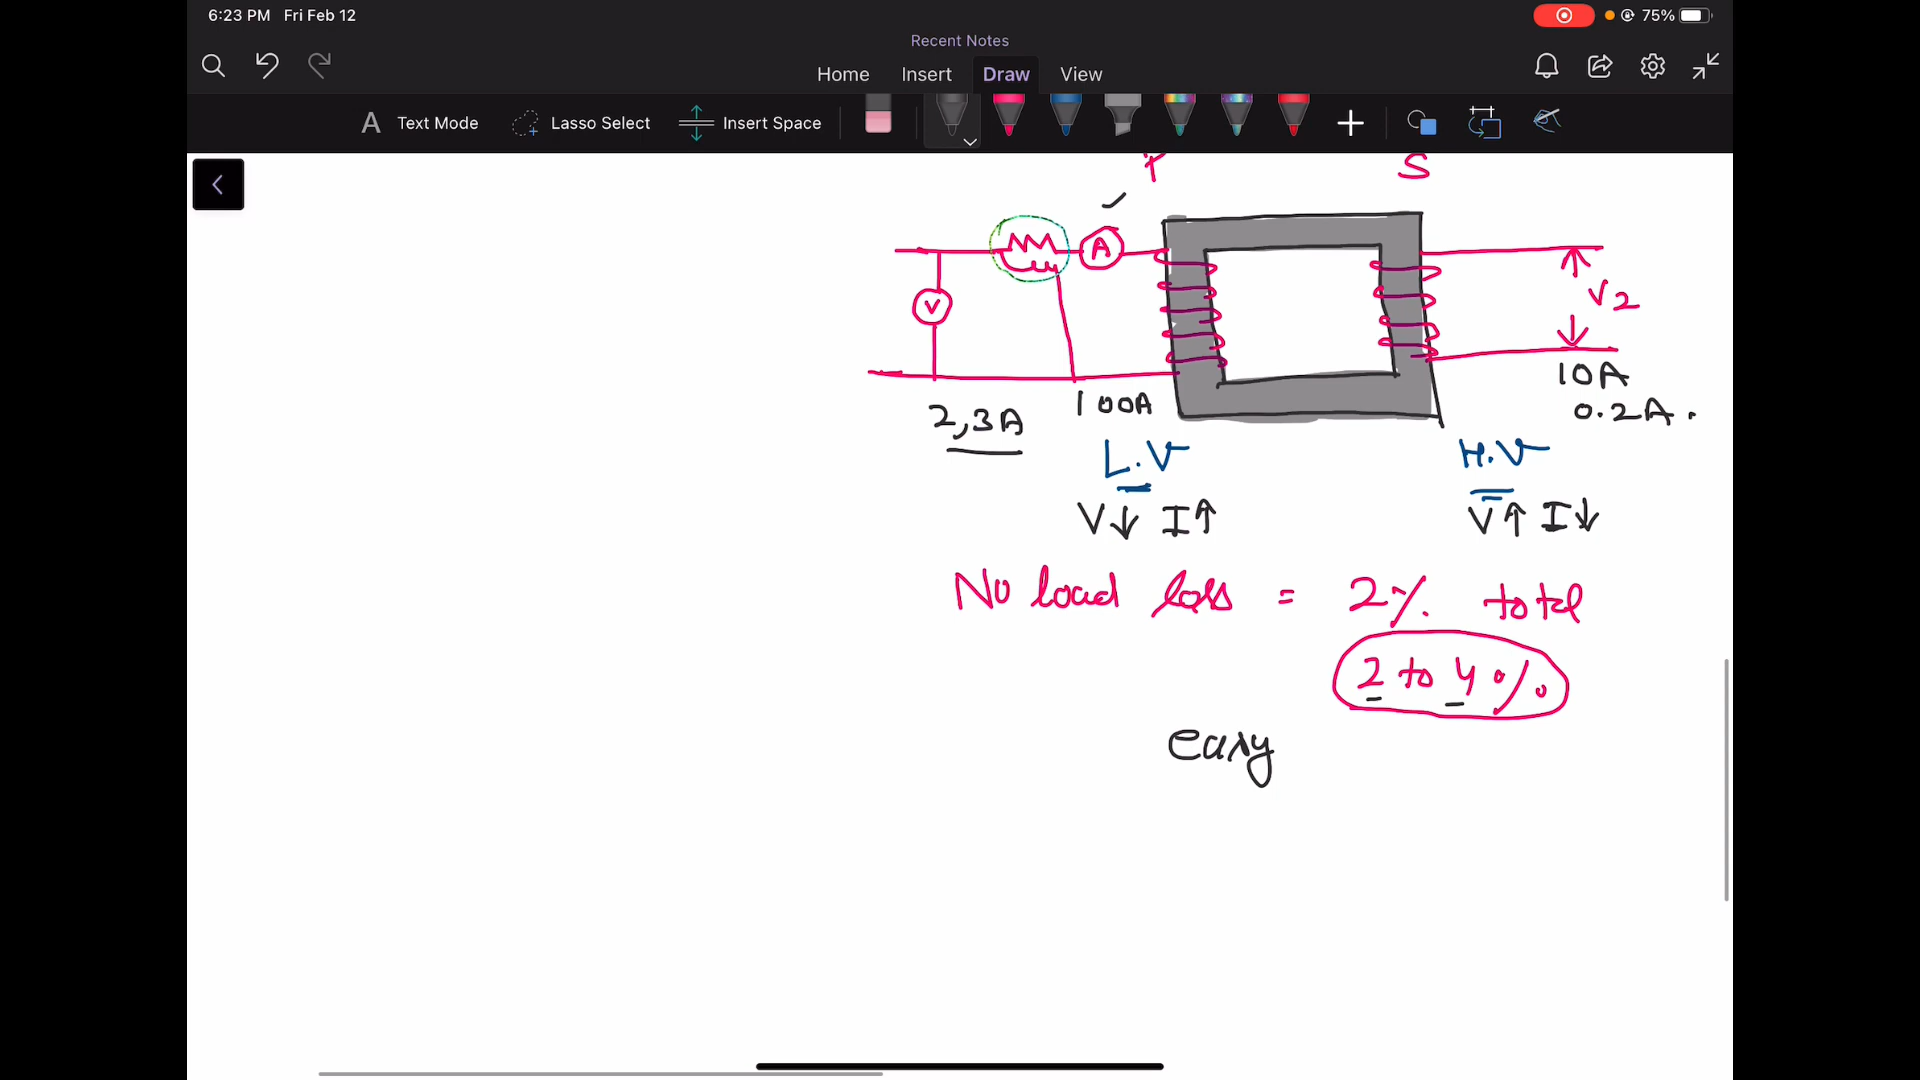 6:23 PM Fri Feb 12
75%
Recent Notes
Home Insert Draw View
A Text Mode Lasso Select Insert Space
S
A
V
V2
10A
0.2A.
2,3A
100A
L.V
H.V
V↓ I↑
V↑ I↓
No load loss = 2% total
2 to 4%
easy